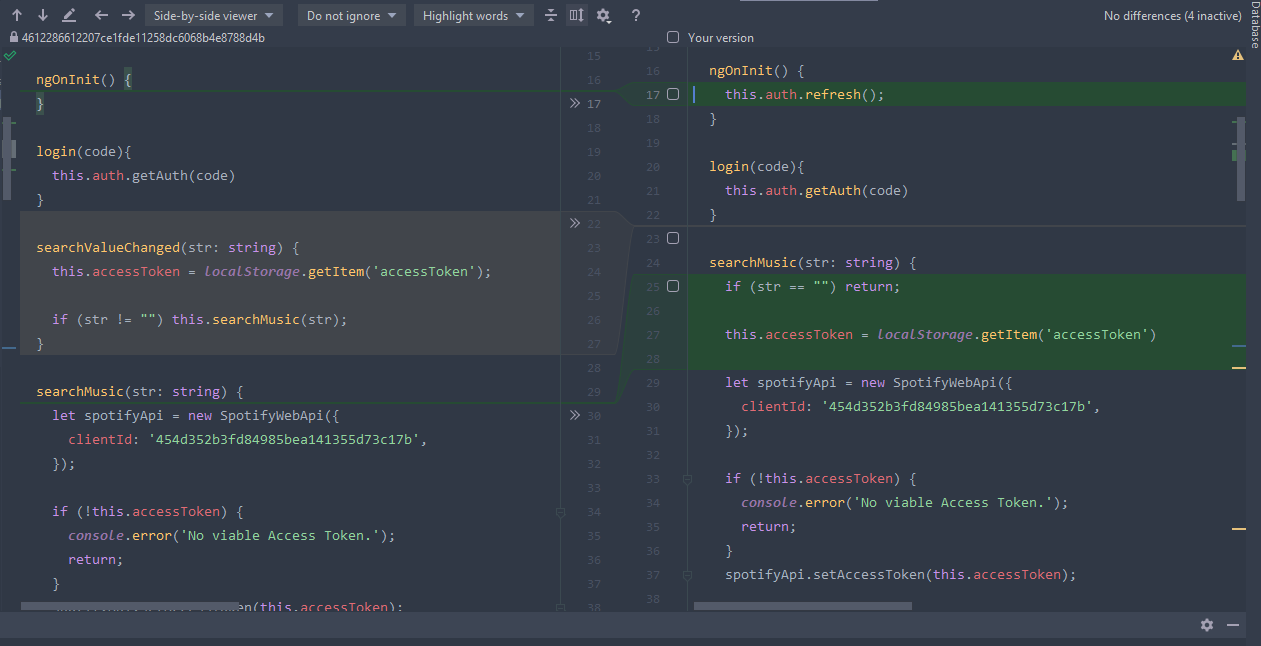 Side-by-side viewer Do not ignore Highlight words ? No differences (4 inactive)
4612286612207ce1fde11258dc6068b4e8788d4b Your version
Database
15
ngOnInit() { 16
} 17
18
login(code){ 19
this.auth.getAuth(code) 20
} 21
22
searchValueChanged(str: string) { 23
this.accessToken = localStorage.getItem('accessToken'); 24
25
if (str != "") this.searchMusic(str); 26
} 27
28
searchMusic(str: string) { 29
let spotifyApi = new SpotifyWebApi({ 30
clientId: '454d352b3fd84985bea141355d73c17b', 31
}); 32
33
if (!this.accessToken) { 34
console.error('No viable Access Token.'); 35
return; 36
} 37
(this.accessToken); 38
16 ngOnInit() {
17 this.auth.refresh();
18 }
19
20 login(code){
21 this.auth.getAuth(code)
22 }
23
24 searchMusic(str: string) {
25 if (str == "") return;
26
27 this.accessToken = localStorage.getItem('accessToken')
28
29 let spotifyApi = new SpotifyWebApi({
30 clientId: '454d352b3fd84985bea141355d73c17b',
31 });
32
33 if (!this.accessToken) {
34 console.error('No viable Access Token.');
35 return;
36 }
37 spotifyApi.setAccessToken(this.accessToken);
38